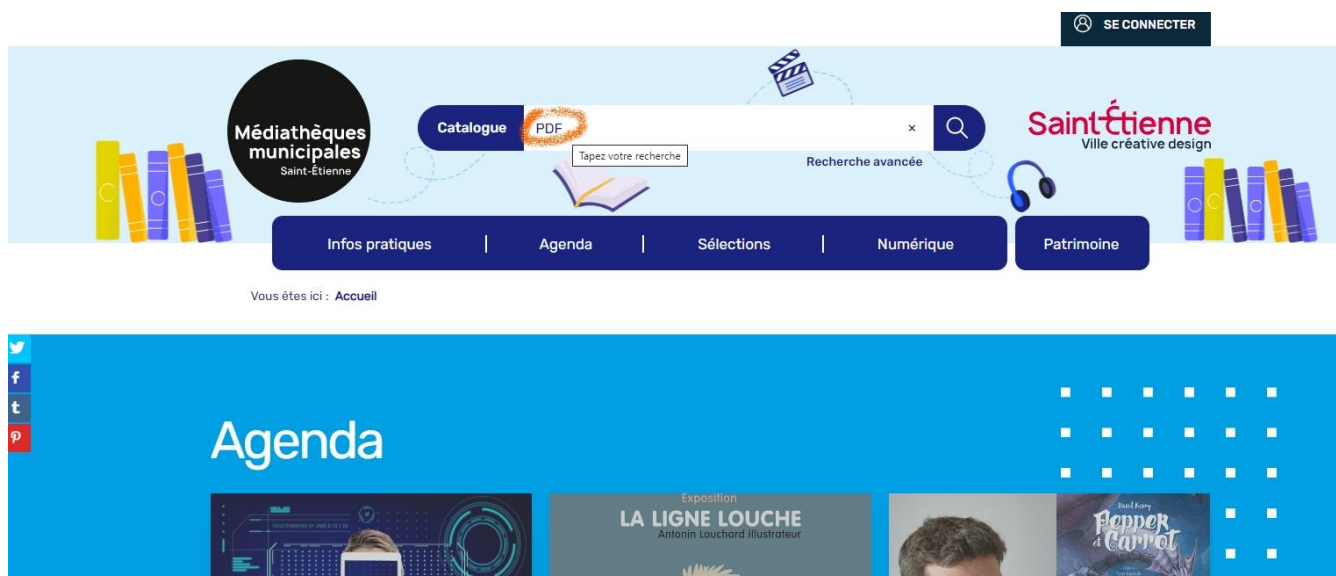 SE CONNECTER
Médiathèques
municipales
Saint-Étienne
Catalogue
PDF
×
Tapez votre recherche
Recherche avancée
Saint-Étienne
Ville créative design
Infos pratiques
Agenda
Sélections
Numérique
Patrimoine
Vous êtes ici : Accueil
f
t
Agenda
Exposition
LA LIGNE LOUCHE
Antonin Louchard illustrateur
David Revoy
Pepper
et Carrot